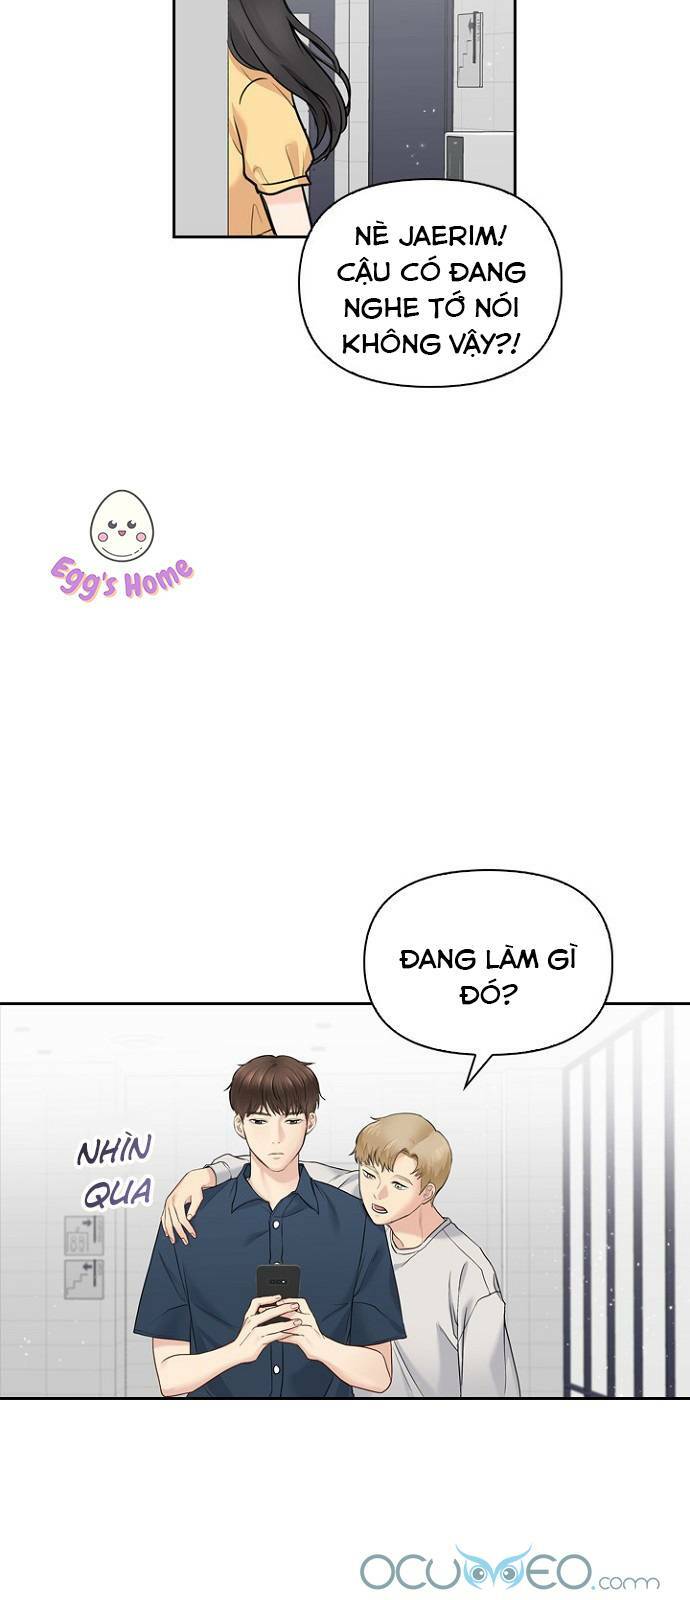 NÈ JAERIM!
CẬU CÓ ĐANG
NGHE TỚ NÓI
KHÔNG VẬY?!
Egg's Home
ĐANG LÀM GÌ
ĐÓ?
NHÌN
QUA
OCUMEO.com